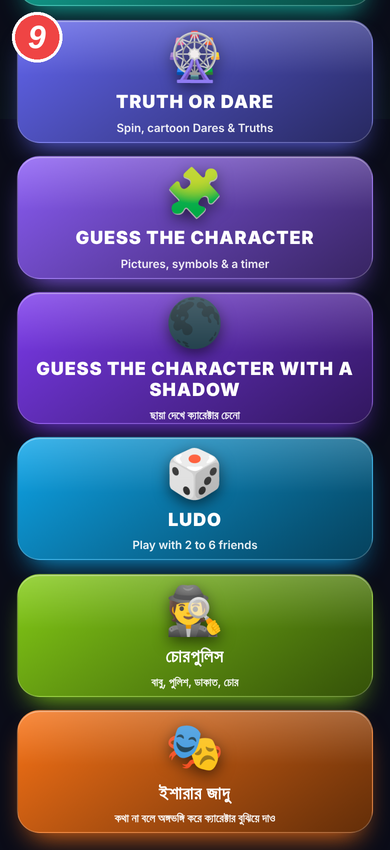 9
TRUTH OR DARE
Spin, cartoon Dares & Truths
GUESS THE CHARACTER
Pictures, symbols & a timer
GUESS THE CHARACTER WITH A
SHADOW
ছায়া দেখে ক্যারেক্টার চেনো
LUDO
Play with 2 to 6 friends
চোরপুলিস
বাবু, পুলিশ, ডাকাত, চোর
ইশারার জাদু
কথা না বলে অঙ্গভঙ্গি করে ক্যারেক্টার বুঝিয়ে দাও